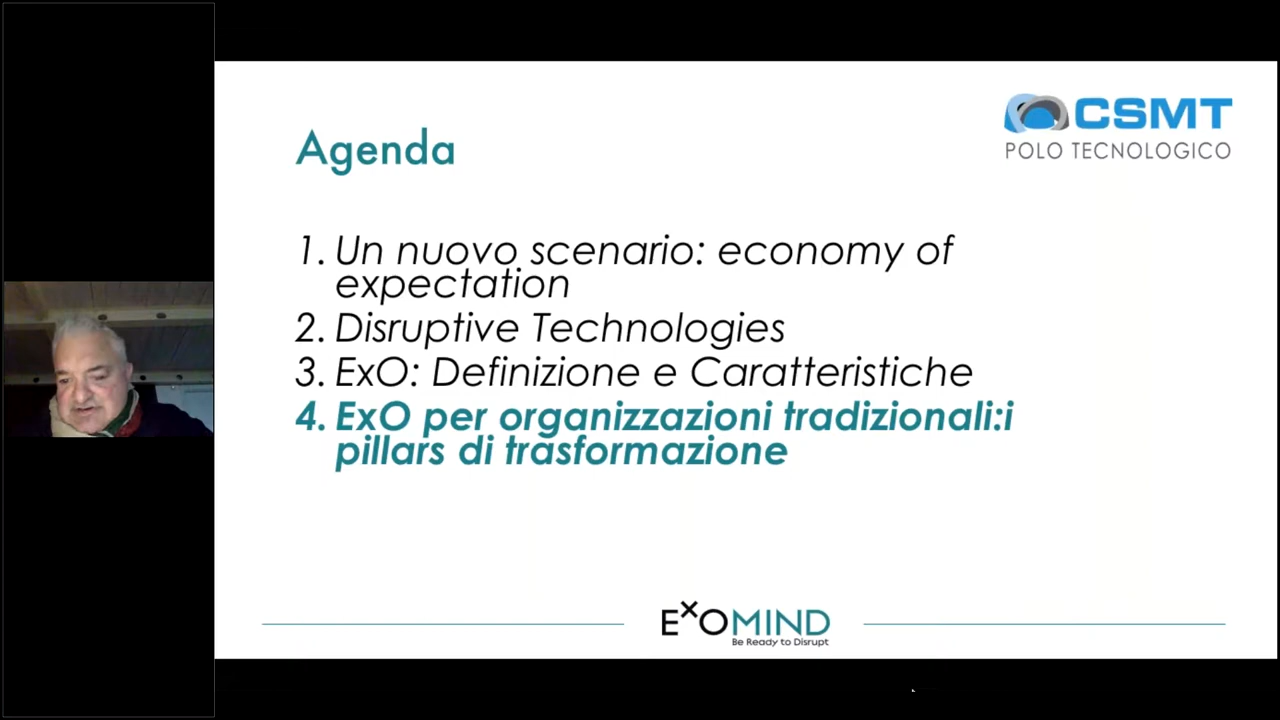 CSMT
POLO TECNOLOGICO
Agenda
1. Un nuovo scenario: economy of
expectation
2. Disruptive Technologies
3. ExO: Definizione e Caratteristiche
4. ExO per organizzazioni tradizionali:i
pillars di trasformazione
EXOMIND
Be Ready to Disrupt